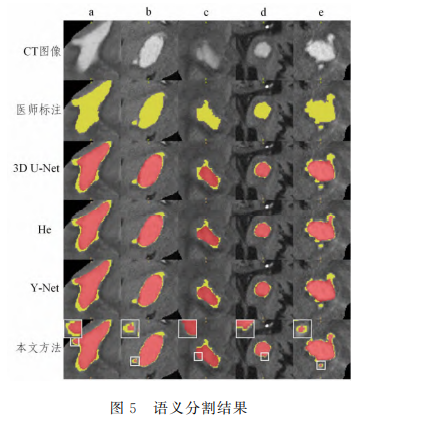 a b c d e
CT图像
医师标注
3D U-Net
He
Y-Net
本文方法
图 5 语义分割结果